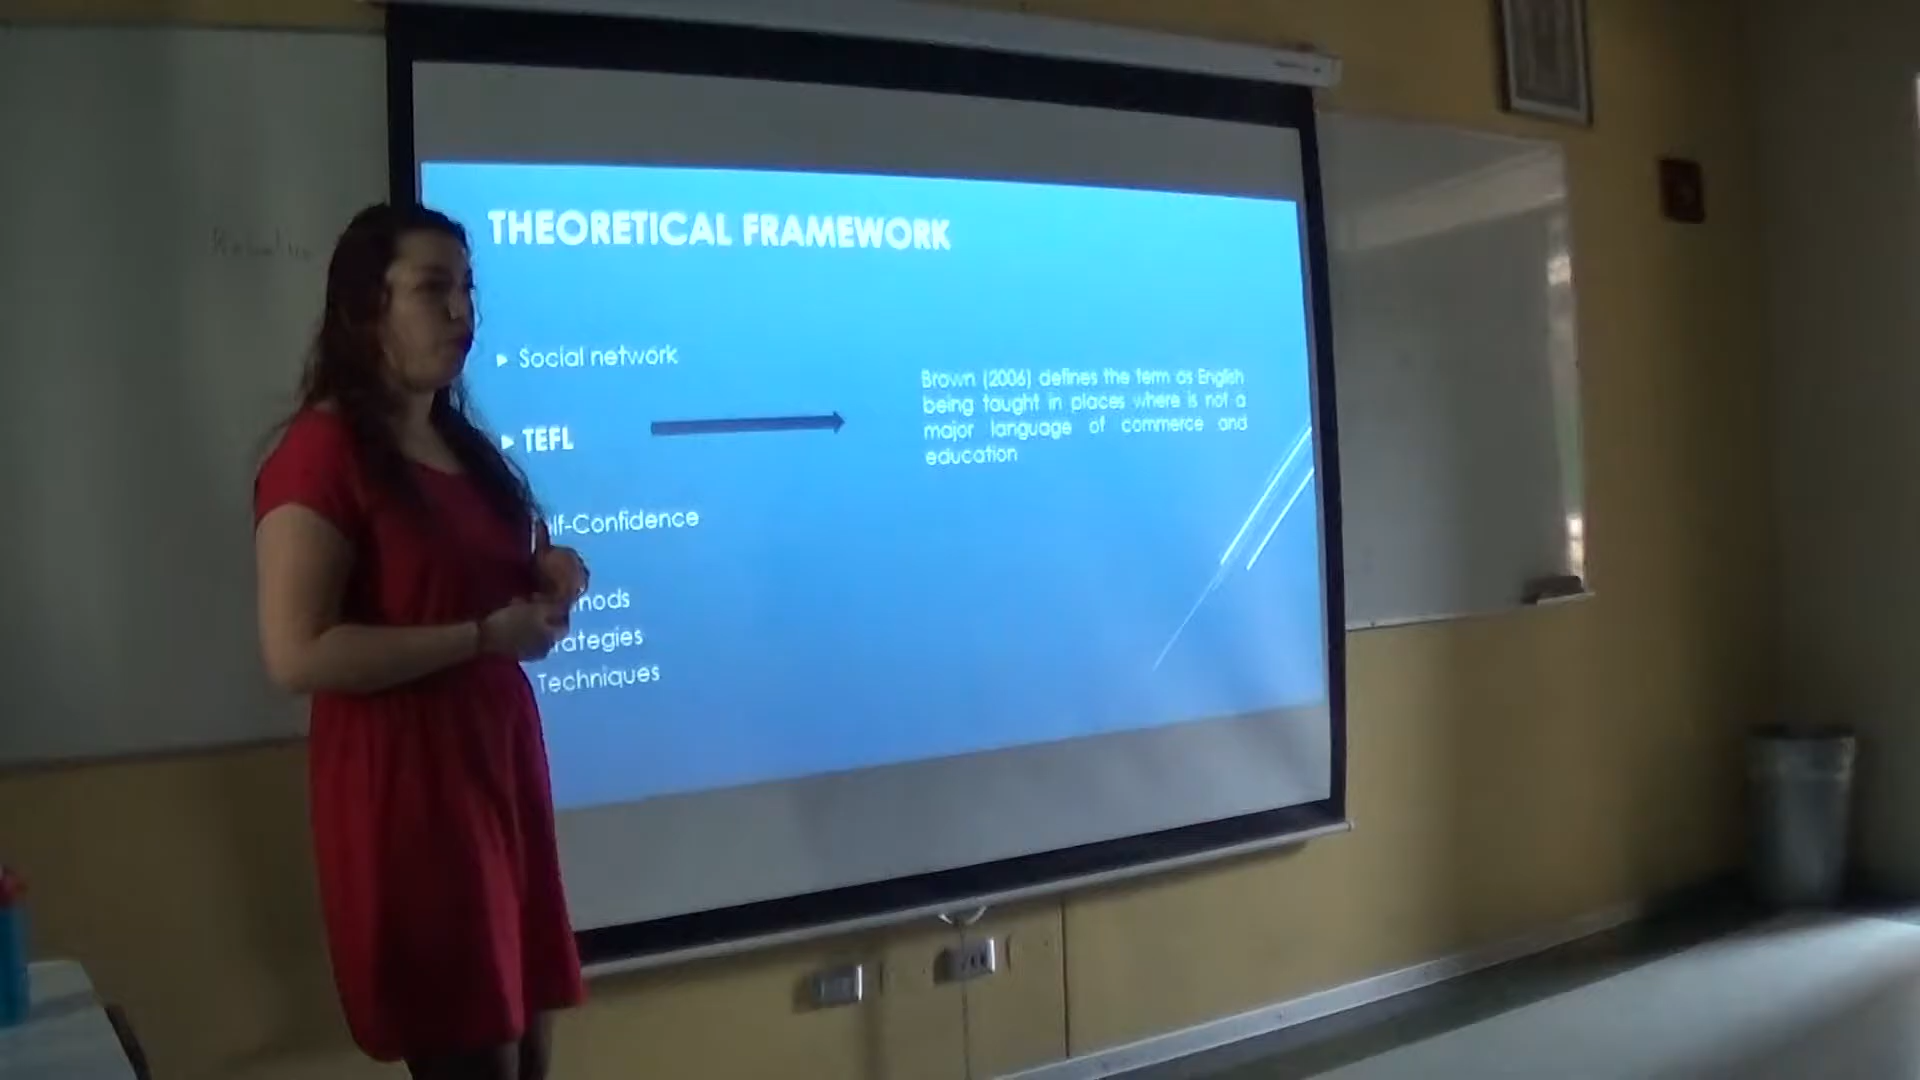 THEORETICAL FRAMEWORK
Social network
TEFL
Brown (2006) defines the term as English
being taught in places where is not a
major language of commerce and
education
lf-Confidence
hods
rategies
Techniques